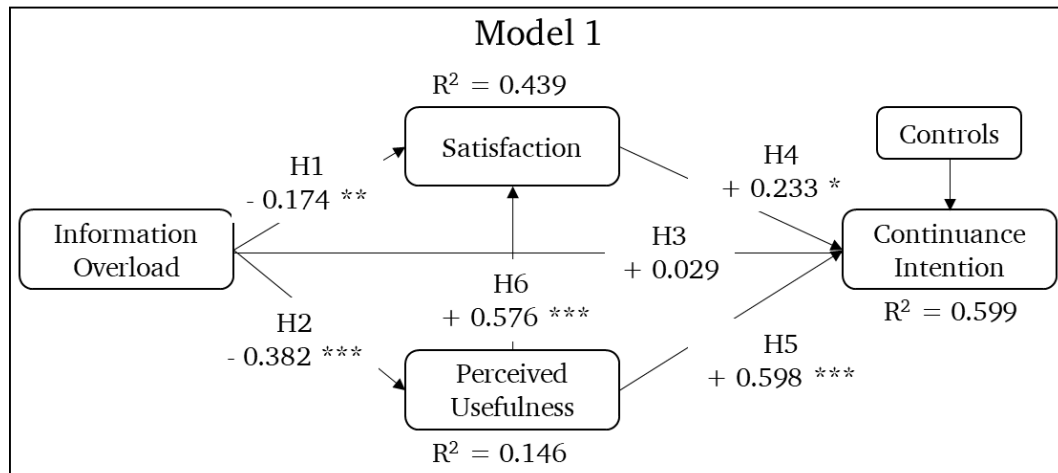 Model 1
R² = 0.439
Satisfaction
Controls
H1
- 0.174 **
H4
+ 0.233 *
Information
Overload
H3
+ 0.029
Continuance
Intention
R² = 0.599
H6
+ 0.576 ***
H2
- 0.382 ***
H5
+ 0.598 ***
Perceived
Usefulness
R² = 0.146